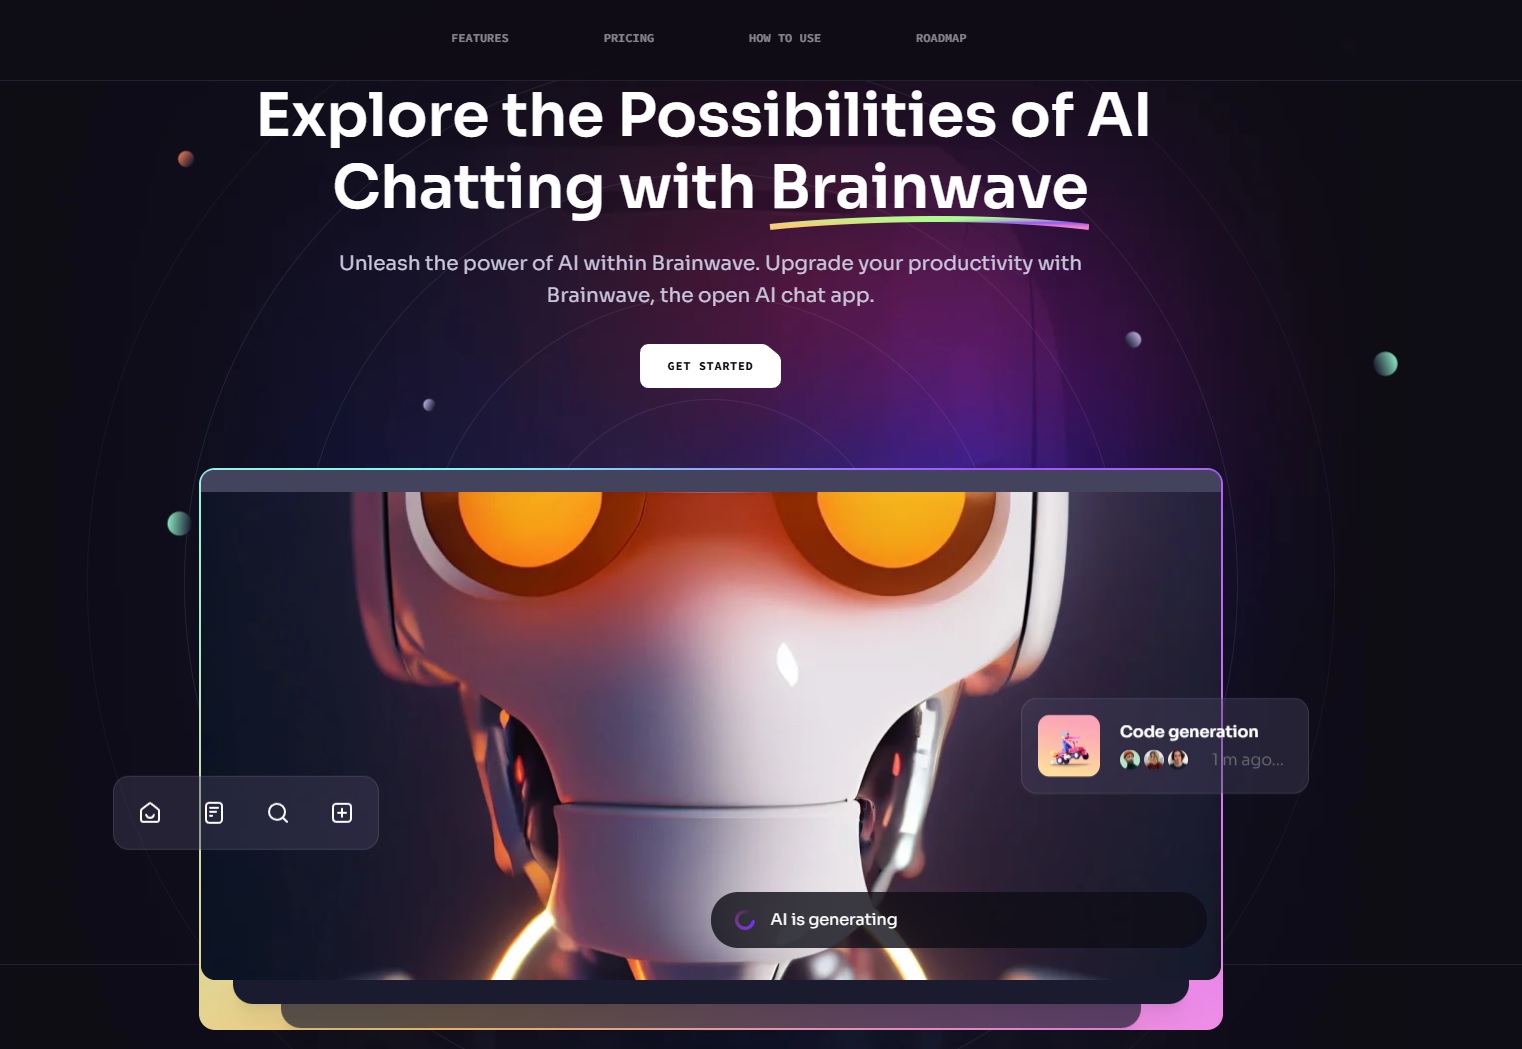 FEATURES
PRICING
HOW TO USE
ROADMAP
Explore the Possibilities of AI
Chatting with Brainwave
Unleash the power of AI within Brainwave. Upgrade your productivity with
Brainwave, the open AI chat app.
GET STARTED
Code generation
1m ago...
AI is generating